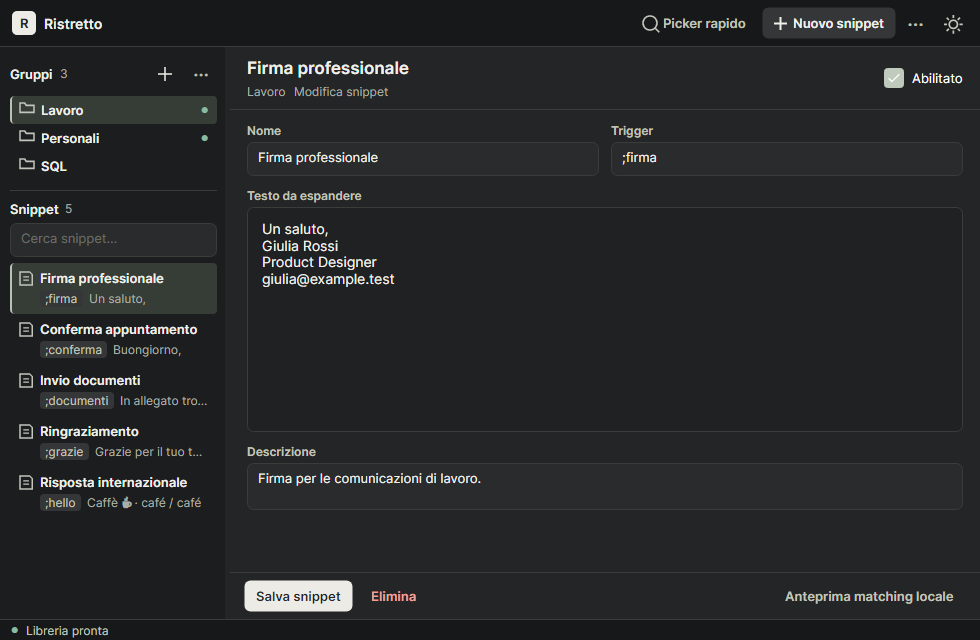 R Ristretto
Picker rapido
Nuovo snippet
Gruppi 3
Lavoro
Personali
SQL
Snippet 5
Cerca snippet...
Firma professionale
;firma Un saluto,
Conferma appuntamento
;conferma Buongiorno,
Invio documenti
;documenti In allegato tro...
Ringraziamento
;grazie Grazie per il tuo t...
Risposta internazionale
;hello Caffè ☕ · café / café
Firma professionale
Lavoro Modifica snippet
Abilitato
Nome
Firma professionale
Trigger
;firma
Testo da espandere
Un saluto,
Giulia Rossi
Product Designer
giulia@example.test
Descrizione
Firma per le comunicazioni di lavoro.
Salva snippet
Elimina
Anteprima matching locale
Libreria pronta